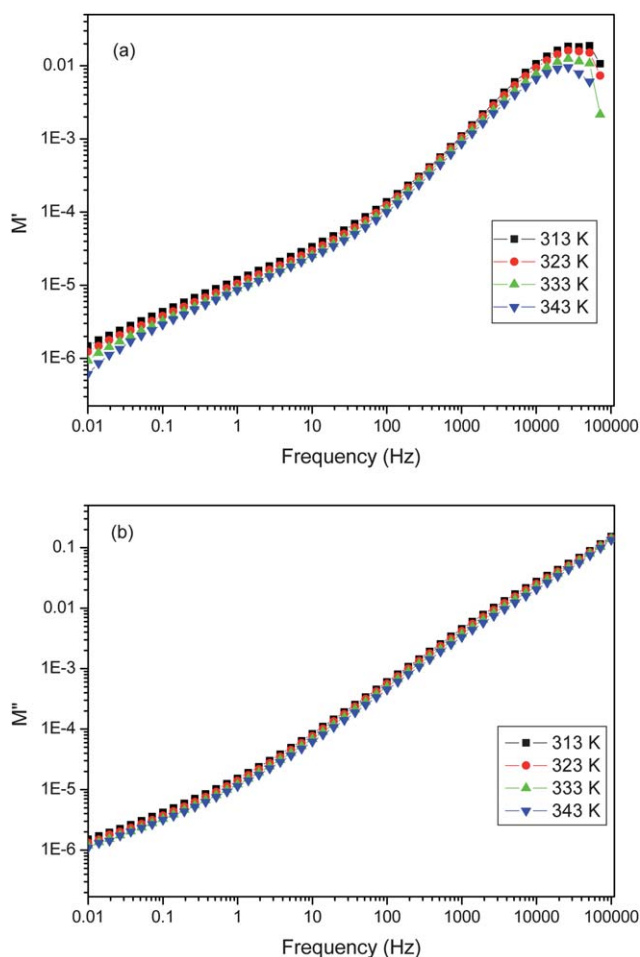 (a)
0.01
1E-3
1E-4
1E-5
1E-6
M'
313 K
323 K
333 K
343 K
0.01 0.1 1 10 100 1000 10000 100000
Frequency (Hz)
(b)
0.1
0.01
1E-3
1E-4
1E-5
1E-6
M"
313 K
323 K
333 K
343 K
0.01 0.1 1 10 100 1000 10000 100000
Frequency (Hz)